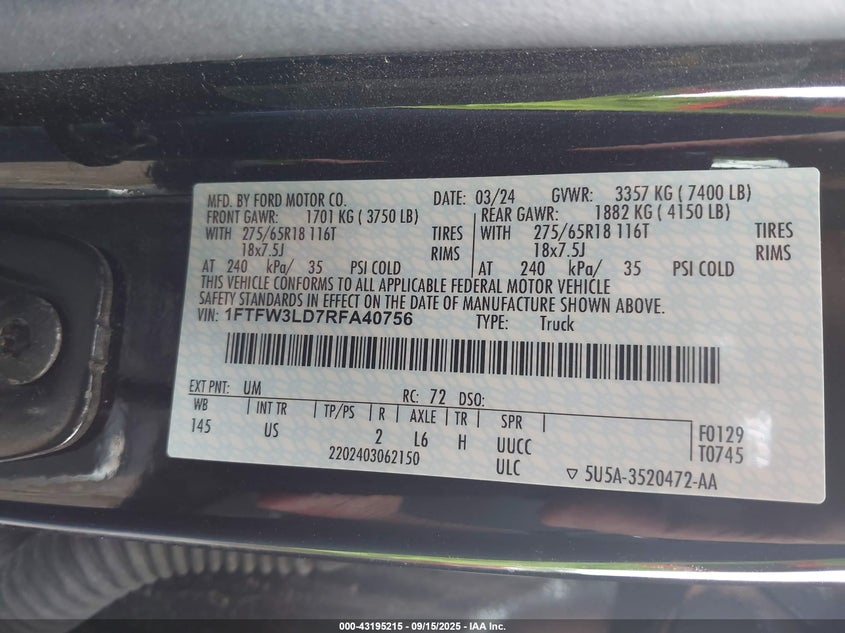 MFD. BY FORD MOTOR CO. DATE: 03/24 GVWR: 3357 KG ( 7400 LB)
FRONT GAWR: 1701 KG ( 3750 LB) REAR GAWR: 1882 KG ( 4150 LB)
WITH 275/65R18 116T TIRES WITH 275/65R18 116T TIRES
18x7.5J RIMS 18x7.5J RIMS
AT 240 kPa/ 35 PSI COLD AT 240 kPa/ 35 PSI COLD
THIS VEHICLE CONFORMS TO ALL APPLICABLE FEDERAL MOTOR VEHICLE
SAFETY STANDARDS IN EFFECT ON THE DATE OF MANUFACTURE SHOWN ABOVE.
VIN: 1FTFW3LD7RFA40756 TYPE: Truck
EXT PNT: UM RC: 72 DSO:
WB INT TR TP/PS R AXLE TR SPR
145 US 2 L6 H UUCC F0129
2202403062150 ULC T0745
▽ 5U5A-3520472-AA
000-43195215 - 09/15/2025 - IAA Inc.